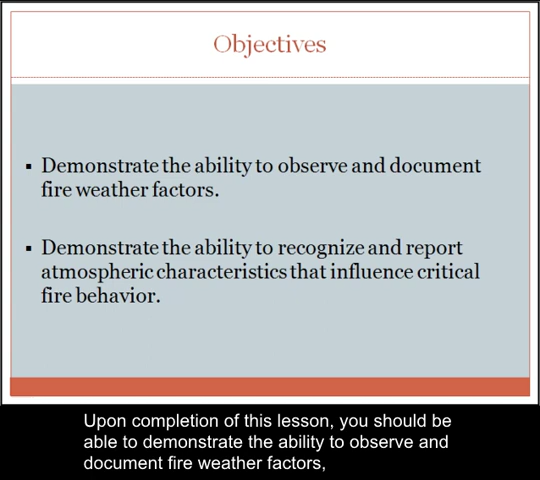 Objectives
▪ Demonstrate the ability to observe and document
fire weather factors.
▪ Demonstrate the ability to recognize and report
atmospheric characteristics that influence critical
fire behavior.
Upon completion of this lesson, you should be
able to demonstrate the ability to observe and
document fire weather factors,